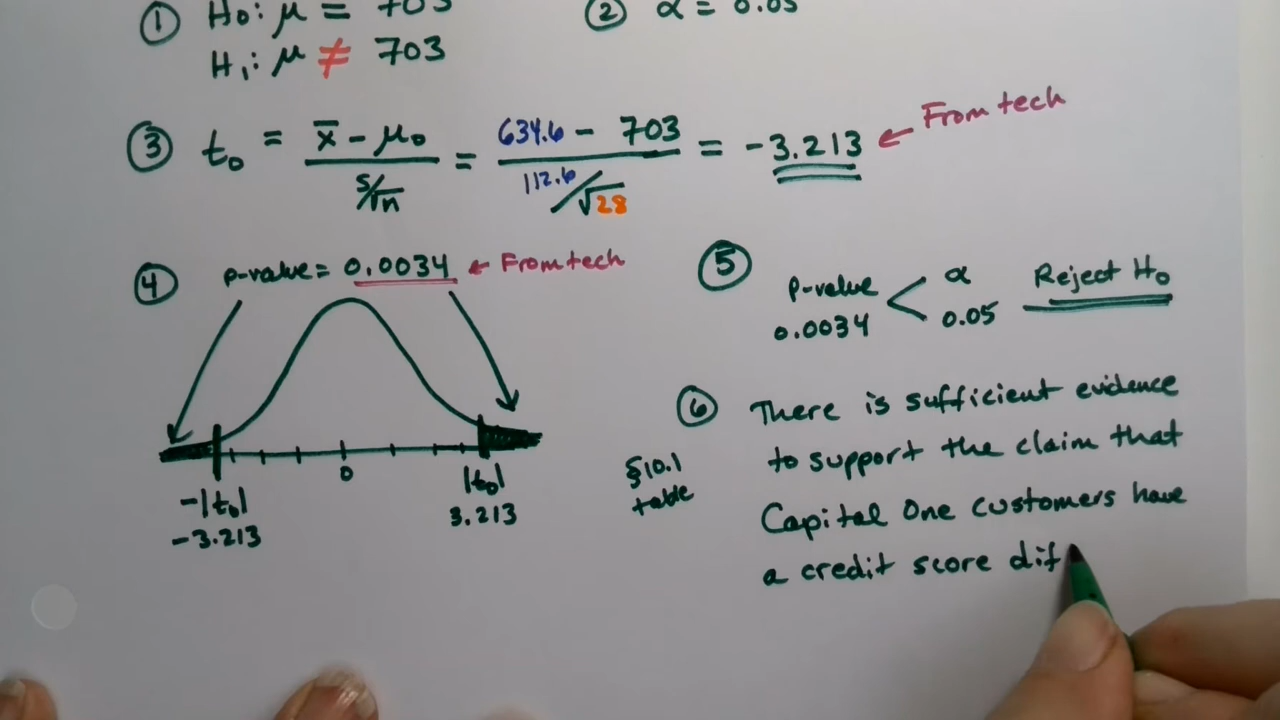 ① H₀: μ = 703
② α = 0.05
H₁: μ ≠ 703
③ t₀ = x̄ - μ₀ / s/√n = 634.6 - 703 / 112.6/√28 = -3.213 ← From tech
④ p-value = 0.0034 ← From tech
0
-|t₀|
-3.213
|t₀|
3.213
⑤ p-value < α Reject H₀
0.0034 0.05
§10.1
table
⑥ There is sufficient evidence
to support the claim that
Capital One customers have
a credit score dif